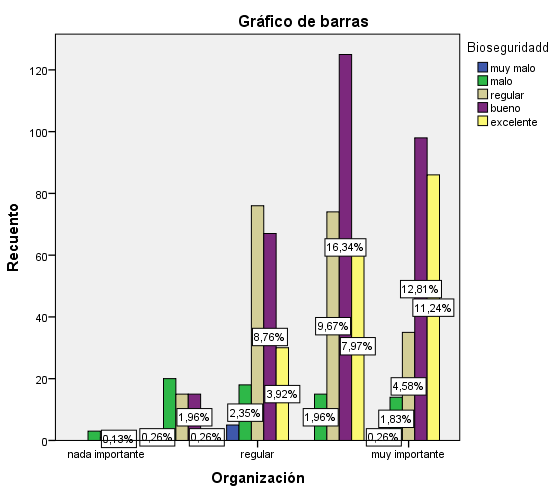 Gráfico de barras
Bioseguridadd
muy malo
malo
regular
bueno
excelente
Recuento
120
100
80
60
40
20
0
16,34%
12,81%
11,24%
8,76%
9,67%
7,97%
3,92%
4,58%
2,35%
1,96%
1,96%
1,83%
0,13%
0,26%
0,26%
0,26%
nada importante
regular
muy importante
Organización